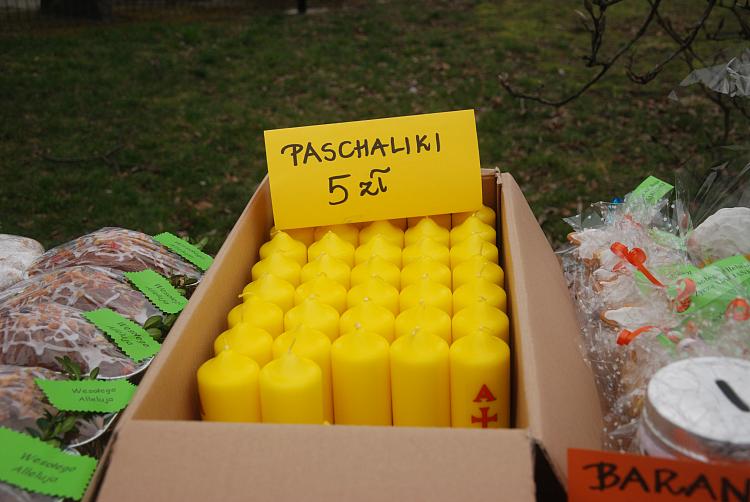 PASCHALIKI
5 zł
Wesołego
Alleluja
Wesołego
Alleluja
A
BARAN